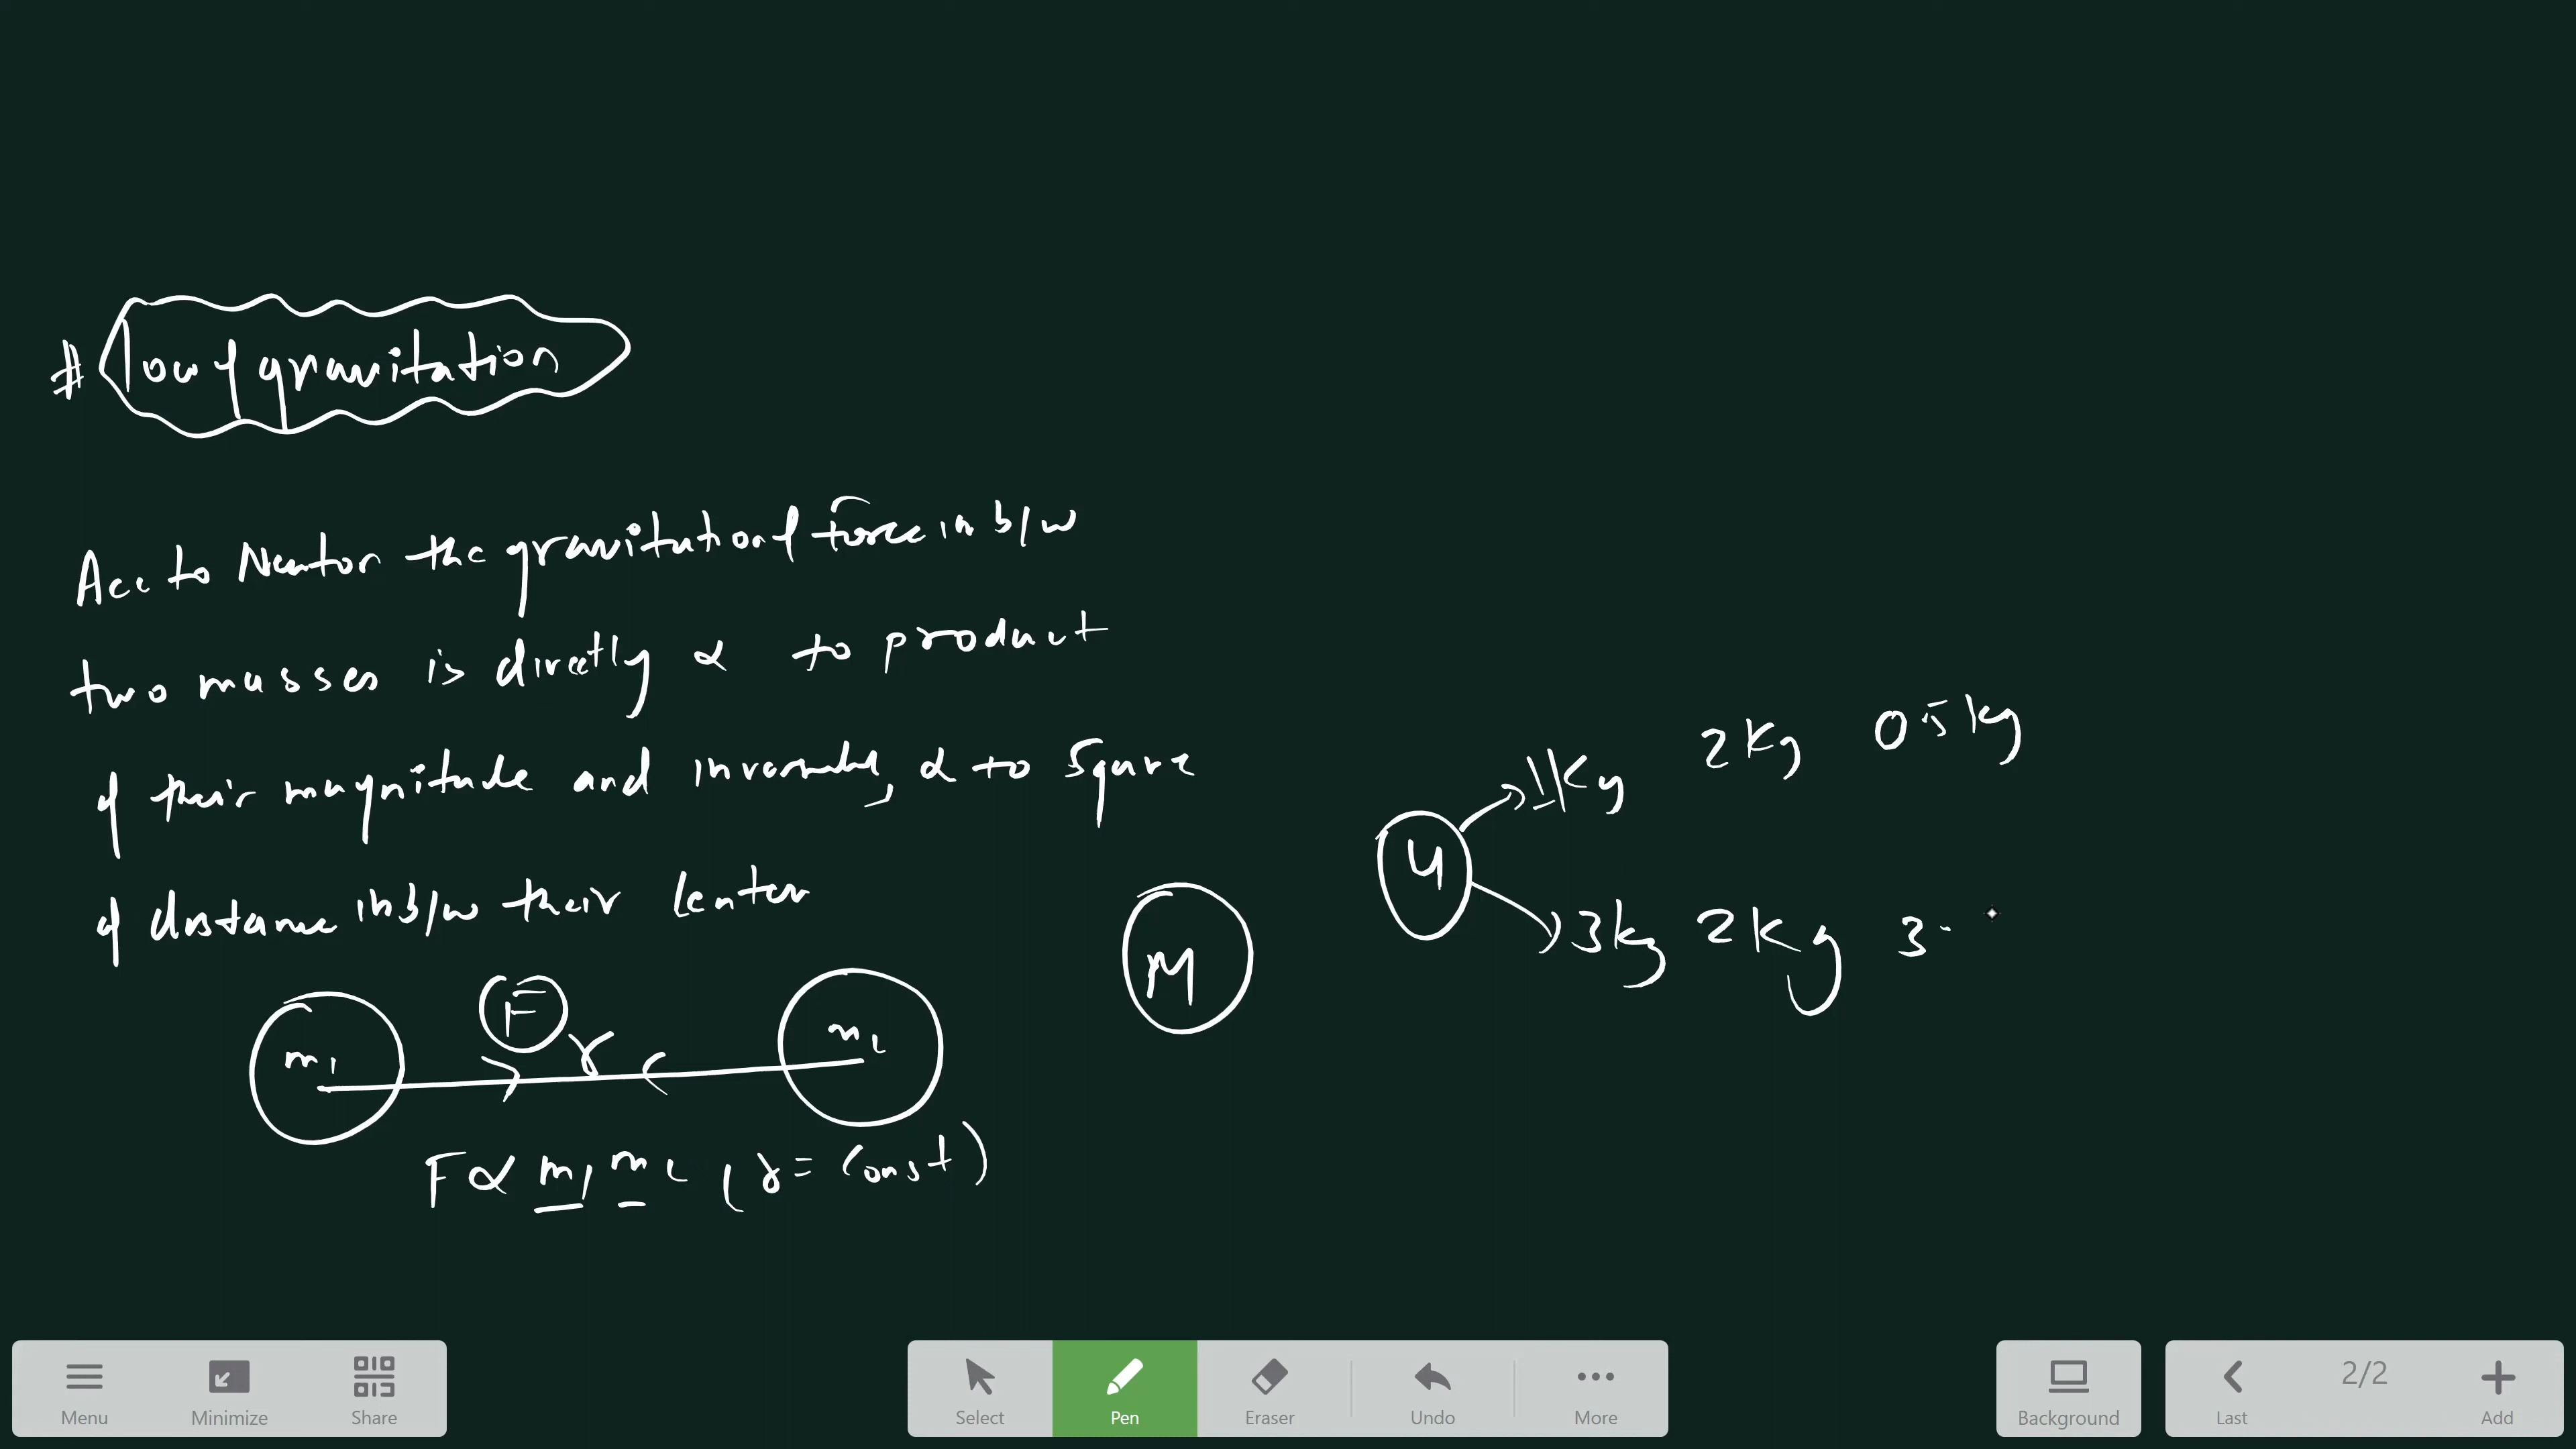 # law of gravitation
Acc to Newton the gravitational force in b/w
two masses is directly α to product
of their magnitude and inversely α to square
of distance in b/w their center
1kg 2kg 0.5kg
4
3kg 2kg 3.
M
F
m1 r m2
F α m1 m2 (r = const)
Menu Minimize Share Select Pen Eraser Undo More Background Last 2/2 Add